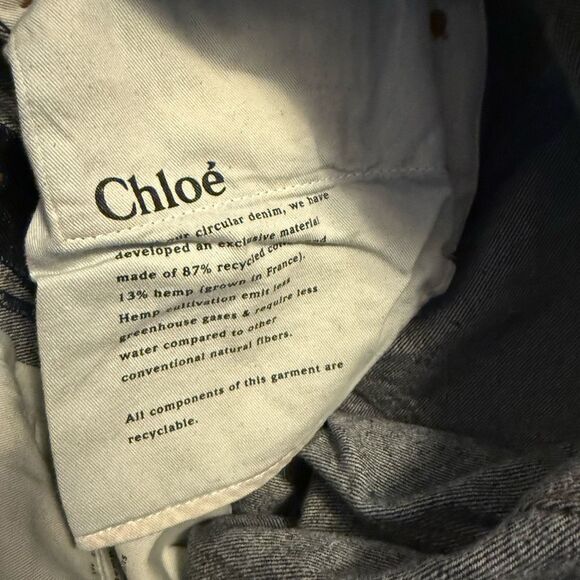 Chloé
our circular denim, we have
developed an exclusive material
made of 87% recycled
13% hemp (grown in France).
Hemp cultivation emit less
greenhouse gases & require less
water compared to other
conventional natural fibers.
All components of this garment are
recyclable.